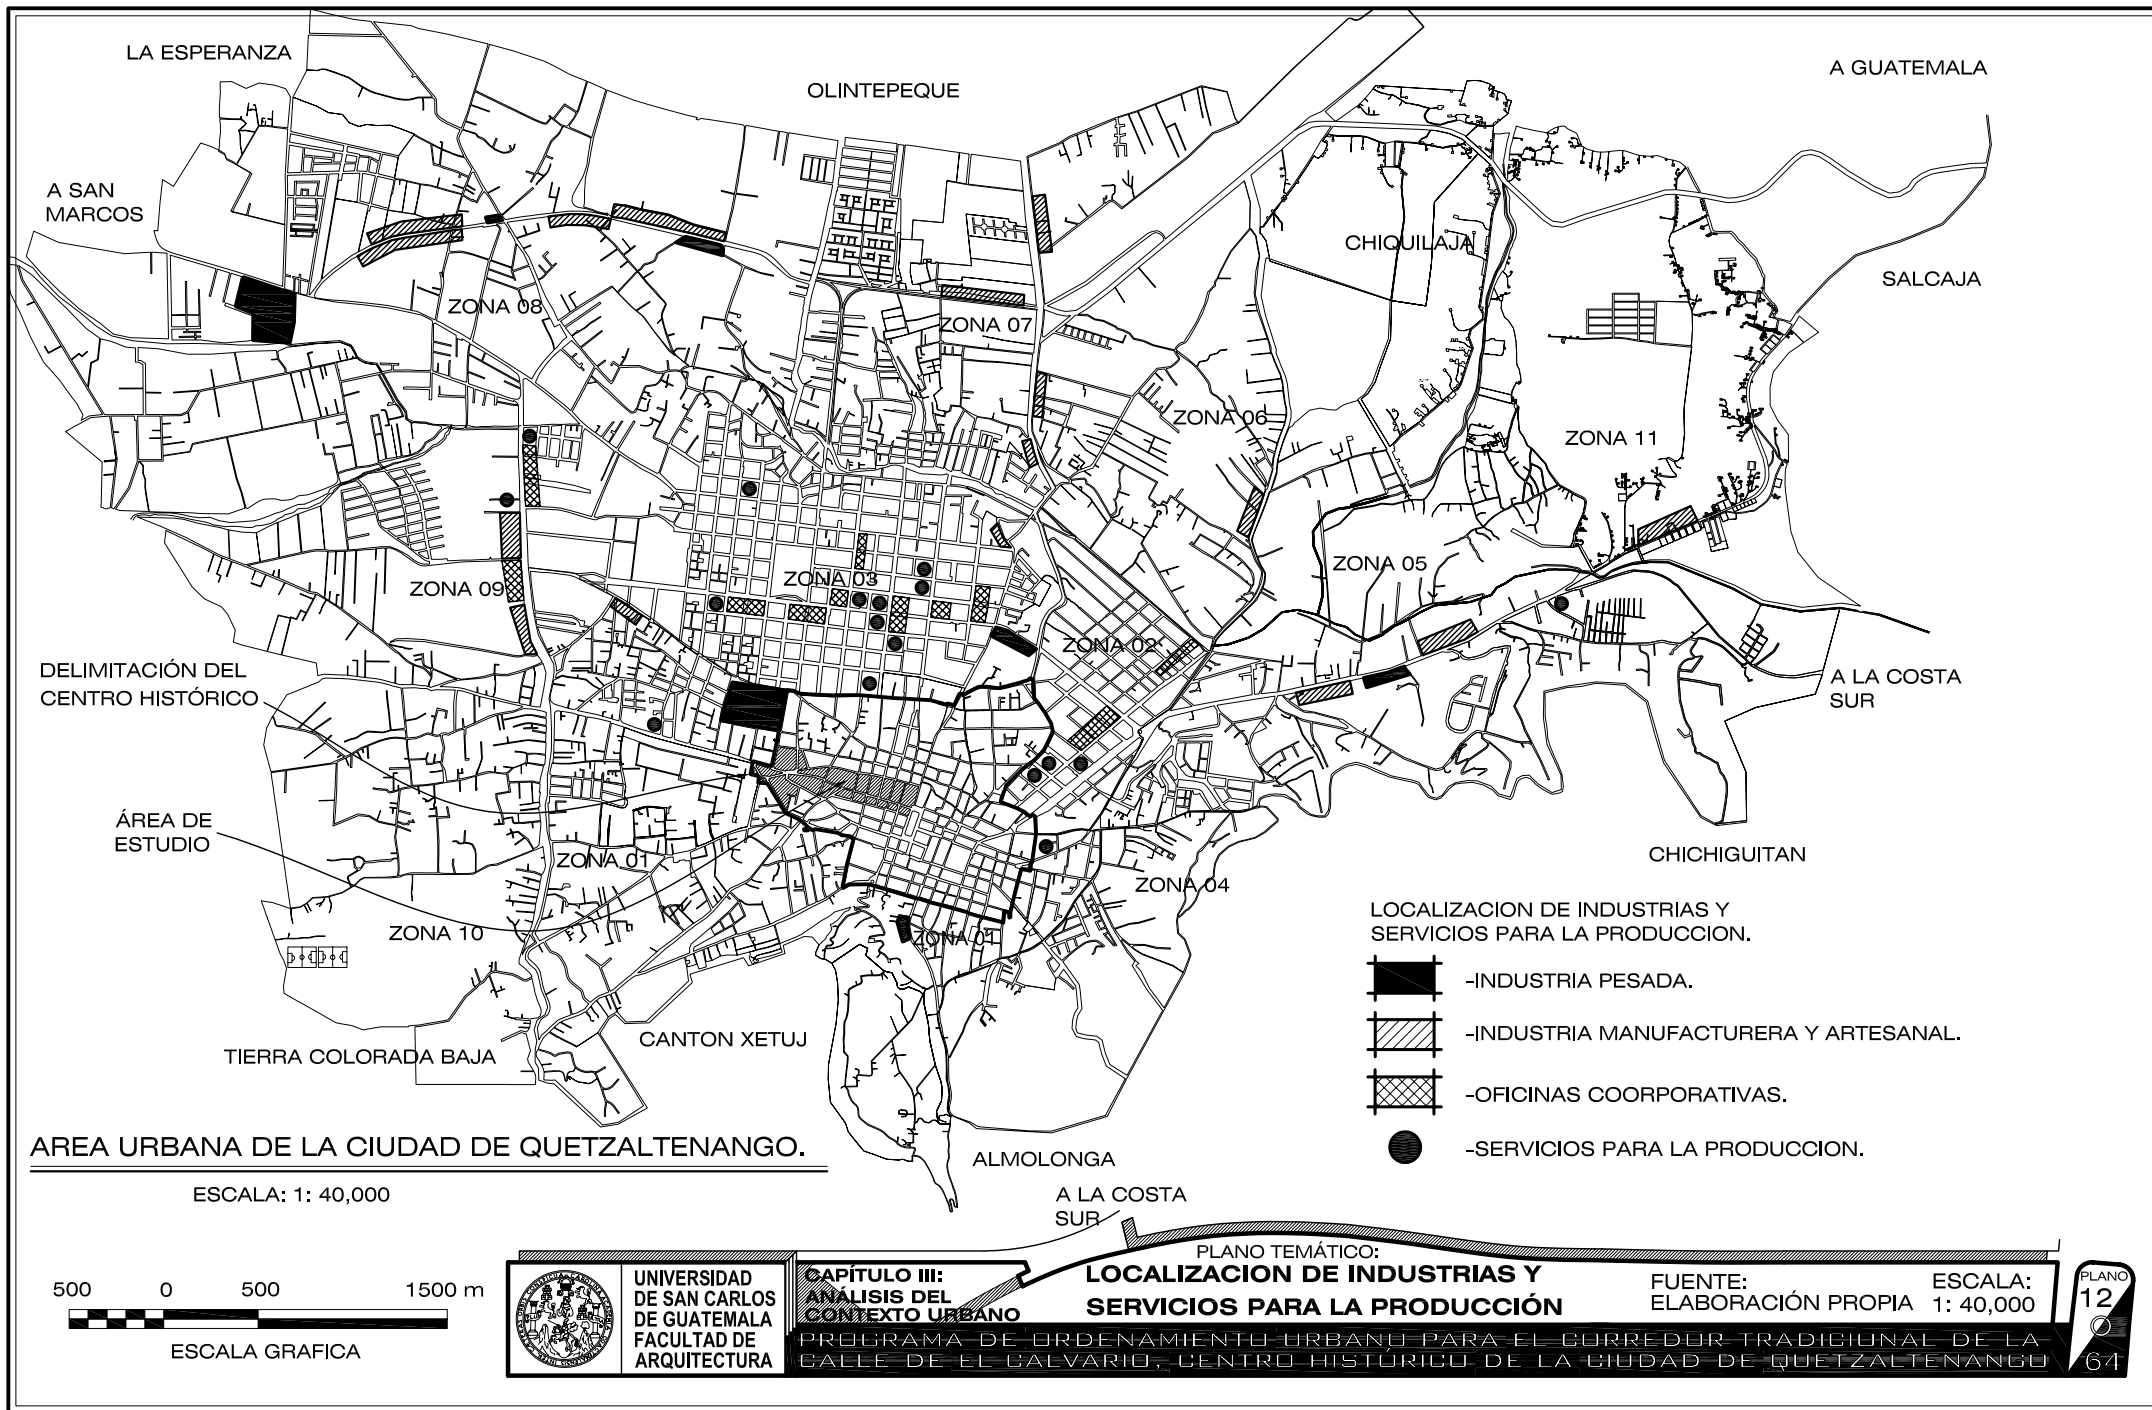 LA ESPERANZA
OLINTEPEQUE
A GUATEMALA
A SAN
MARCOS
CHIQUILAJA
SALCAJA
ZONA 08
ZONA 07
ZONA 06
ZONA 11
ZONA 05
ZONA 03
ZONA 09
ZONA 02
DELIMITACIÓN DEL
CENTRO HISTÓRICO
A LA COSTA
SUR
ÁREA DE
ESTUDIO
ZONA 01
CHICHIGUITAN
ZONA 04
ZONA 10
ZONA 01
LOCALIZACION DE INDUSTRIAS Y
SERVICIOS PARA LA PRODUCCION.
-INDUSTRIA PESADA.
-INDUSTRIA MANUFACTURERA Y ARTESANAL.
-OFICINAS COORPORATIVAS.
-SERVICIOS PARA LA PRODUCCION.
TIERRA COLORADA BAJA
CANTON XETUJ
AREA URBANA DE LA CIUDAD DE QUETZALTENANGO.
ESCALA: 1: 40,000
ALMOLONGA
A LA COSTA
SUR
500 0 500 1500 m
ESCALA GRAFICA
UNIVERSIDAD
DE SAN CARLOS
DE GUATEMALA
FACULTAD DE
ARQUITECTURA
CAPÍTULO III:
ANÁLISIS DEL
CONTEXTO URBANO
PLANO TEMÁTICO:
LOCALIZACION DE INDUSTRIAS Y
SERVICIOS PARA LA PRODUCCIÓN
FUENTE:
ELABORACIÓN PROPIA
ESCALA:
1: 40,000
PLANO
12
64
PROGRAMA DE ORDENAMIENTO URBANO PARA EL CORREDOR TRADICIONAL DE LA
CALLE DE EL CALVARIO, CENTRO HISTÓRICO DE LA CIUDAD DE QUETZALTENANGO